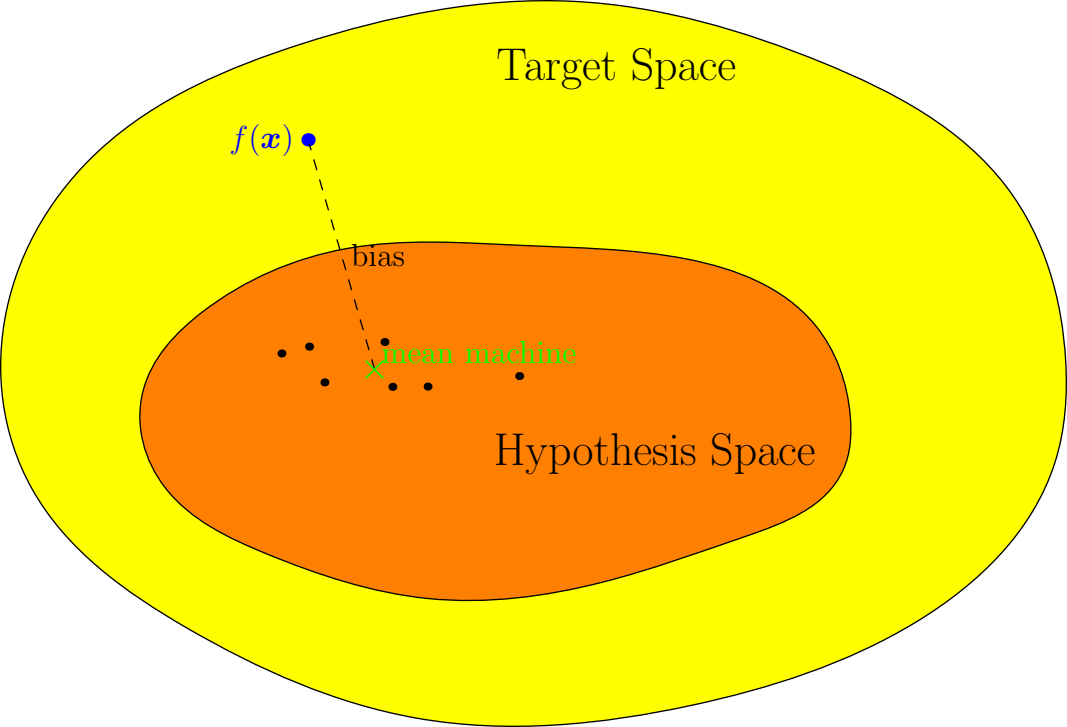 Target Space
f(x)
bias
mean machine
Hypothesis Space